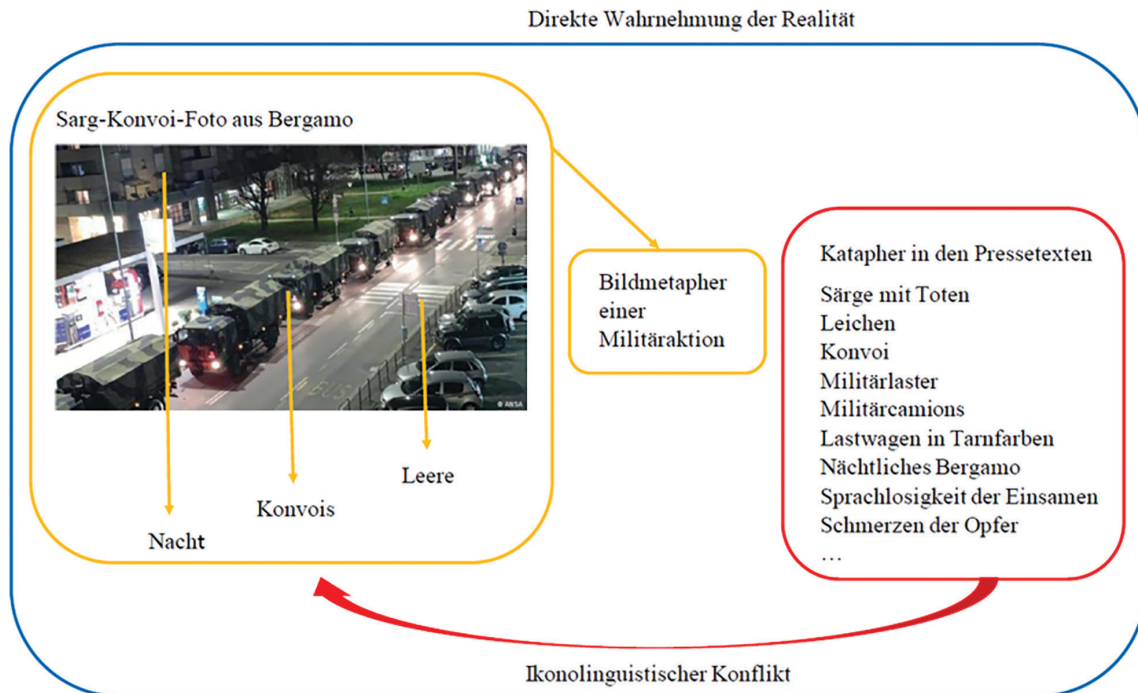 Direkte Wahrnehmung der Realität
Sarg-Konvoi-Foto aus Bergamo
BUS
© ANSA
Nacht
Konvois
Leere
Bildmetapher
einer
Militäraktion
Katapher in den Pressetexten
Särge mit Toten
Leichen
Konvoi
Militärlaster
Militärcamions
Lastwagen in Tarnfarben
Nächtliches Bergamo
Sprachlosigkeit der Einsamen
Schmerzen der Opfer
…
Ikonolinguistischer Konflikt